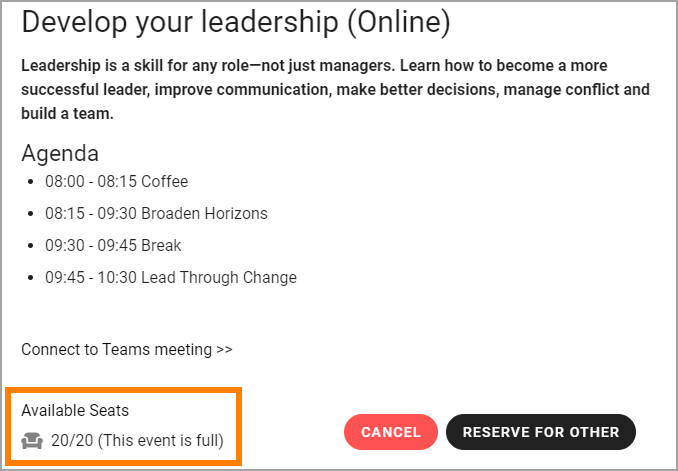 Develop your leadership (Online)
Leadership is a skill for any role—not just managers. Learn how to become a more
successful leader, improve communication, make better decisions, manage conflict and
build a team.
Agenda
• 08:00 - 08:15 Coffee
• 08:15 - 09:30 Broaden Horizons
• 09:30 - 09:45 Break
• 09:45 - 10:30 Lead Through Change
Connect to Teams meeting >>
Available Seats
20/20 (This event is full)
CANCEL
RESERVE FOR OTHER